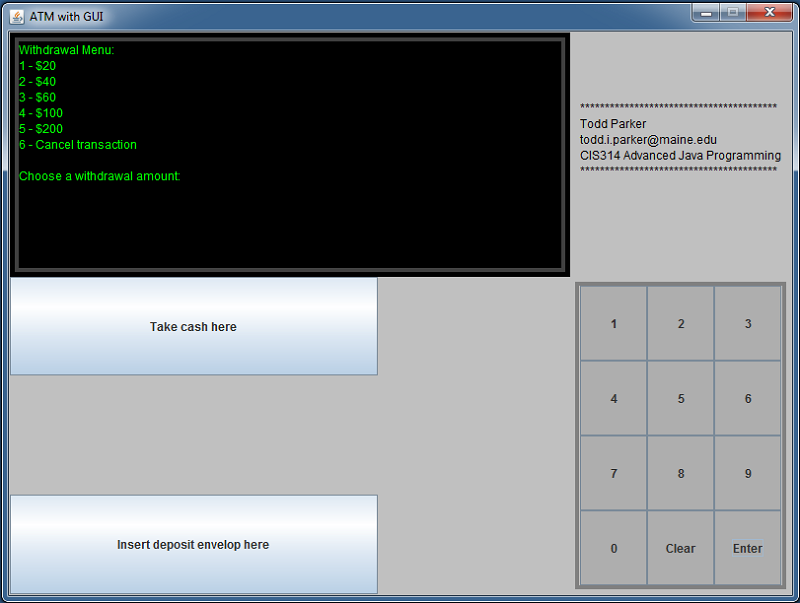 ATM with GUI
Withdrawal Menu:
1 - $20
2 - $40
3 - $60
4 - $100
5 - $200
6 - Cancel transaction
Choose a withdrawal amount:
****************************************
Todd Parker
todd.i.parker@maine.edu
CIS314 Advanced Java Programming
****************************************
Take cash here
Insert deposit envelop here
1 2 3
4 5 6
7 8 9
0 Clear Enter